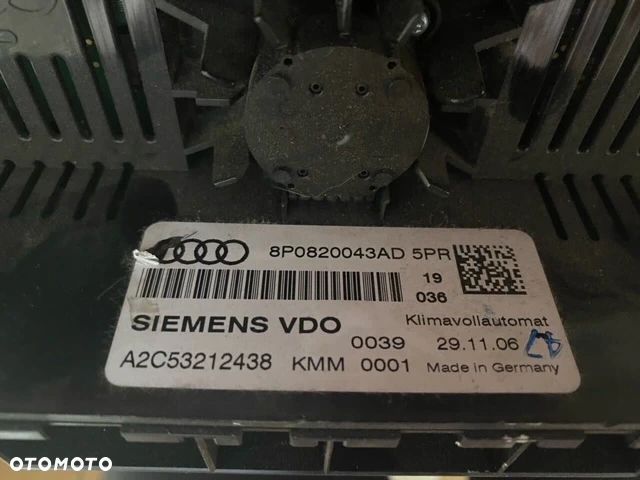 8P0820043AD 5PR
19
036
SIEMENS VDO
Klimavollautomat
0039 29.11.06
A2C53212438 KMM 0001 Made in Germany
OTOMOTO